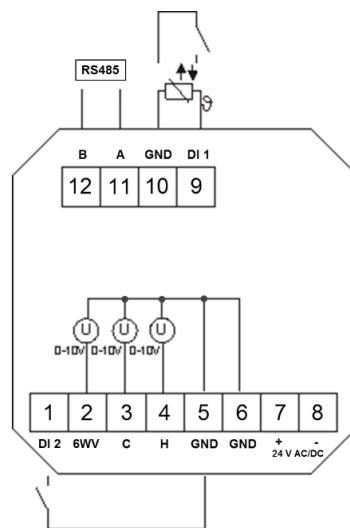 RS485
ϑ
B A GND DI 1
12 11 10 9
U U U
0-10V 0-10V 0-10V
1 2 3 4 5 6 7 8
DI 2 6WV C H GND GND + -
24 V AC/DC